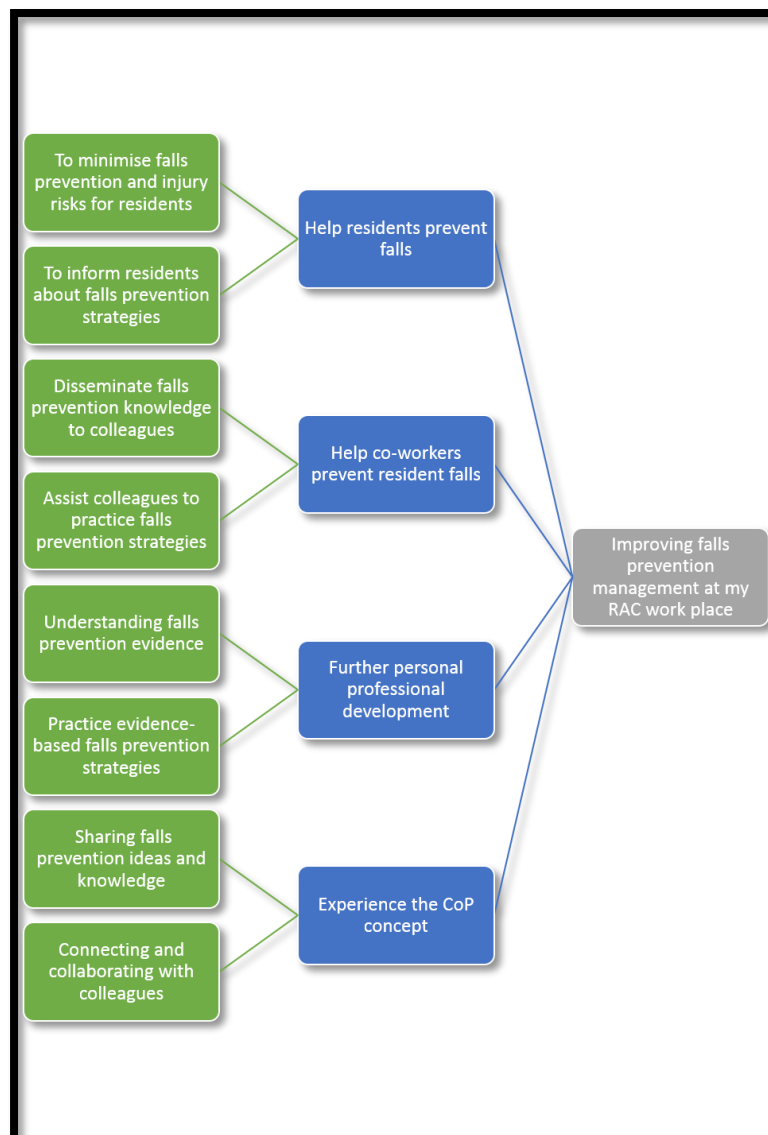 To minimise falls
prevention and injury
risks for residents
To inform residents
about falls prevention
strategies
Disseminate falls
prevention knowledge
to colleagues
Assist colleagues to
practice falls
prevention strategies
Understanding falls
prevention evidence
Practice evidence-
based falls prevention
strategies
Sharing falls
prevention ideas and
knowledge
Connecting and
collaborating with
colleagues
Help residents prevent
falls
Help co-workers
prevent resident falls
Further personal
professional
development
Experience the CoP
concept
Improving falls
prevention
management at my
RAC work place